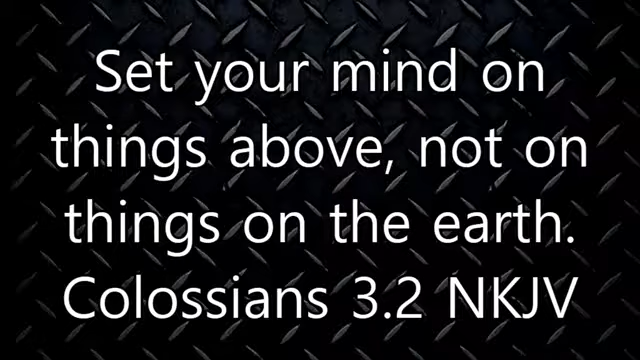 Set your mind on
things above, not on
things on the earth.
Colossians 3.2 NKJV